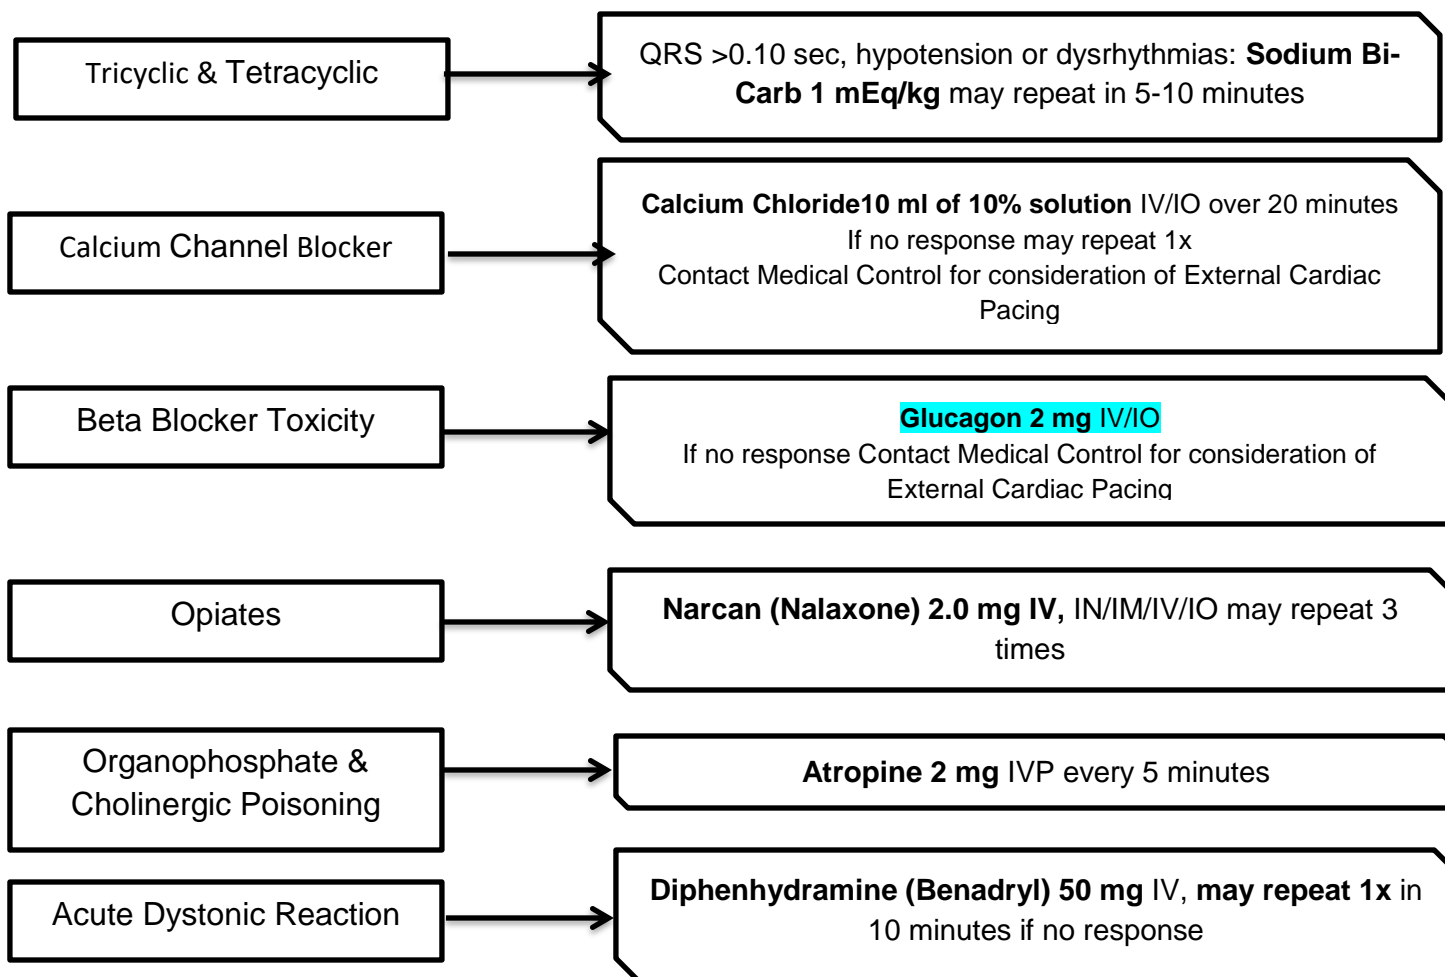 Tricyclic & Tetracyclic
QRS >0.10 sec, hypotension or dysrhythmias: Sodium Bi-
Carb 1 mEq/kg may repeat in 5-10 minutes
Calcium Channel Blocker
Calcium Chloride10 ml of 10% solution IV/IO over 20 minutes
If no response may repeat 1x
Contact Medical Control for consideration of External Cardiac
Pacing
Beta Blocker Toxicity
Glucagon 2 mg IV/IO
If no response Contact Medical Control for consideration of
External Cardiac Pacing
Opiates
Narcan (Nalaxone) 2.0 mg IV, IN/IM/IV/IO may repeat 3
times
Organophosphate &
Cholinergic Poisoning
Atropine 2 mg IVP every 5 minutes
Acute Dystonic Reaction
Diphenhydramine (Benadryl) 50 mg IV, may repeat 1x in
10 minutes if no response